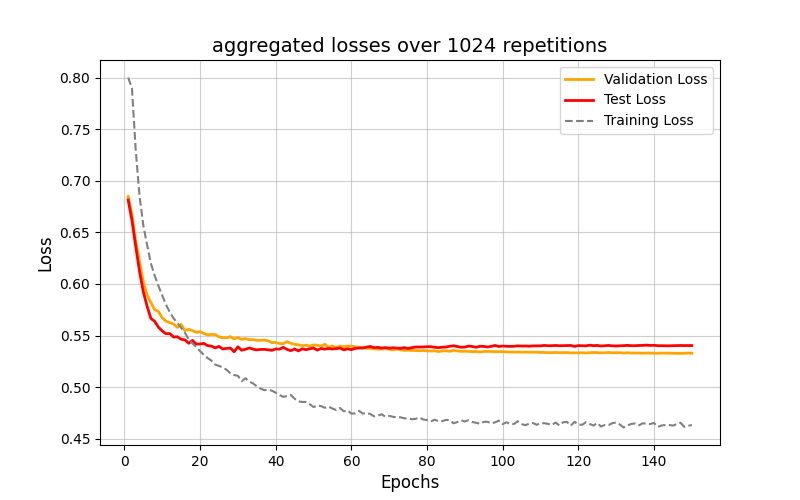 aggregated losses over 1024 repetitions
Validation Loss
Test Loss
Training Loss
Loss
0.80
0.75
0.70
0.65
0.60
0.55
0.50
0.45
0 20 40 60 80 100 120 140
Epochs